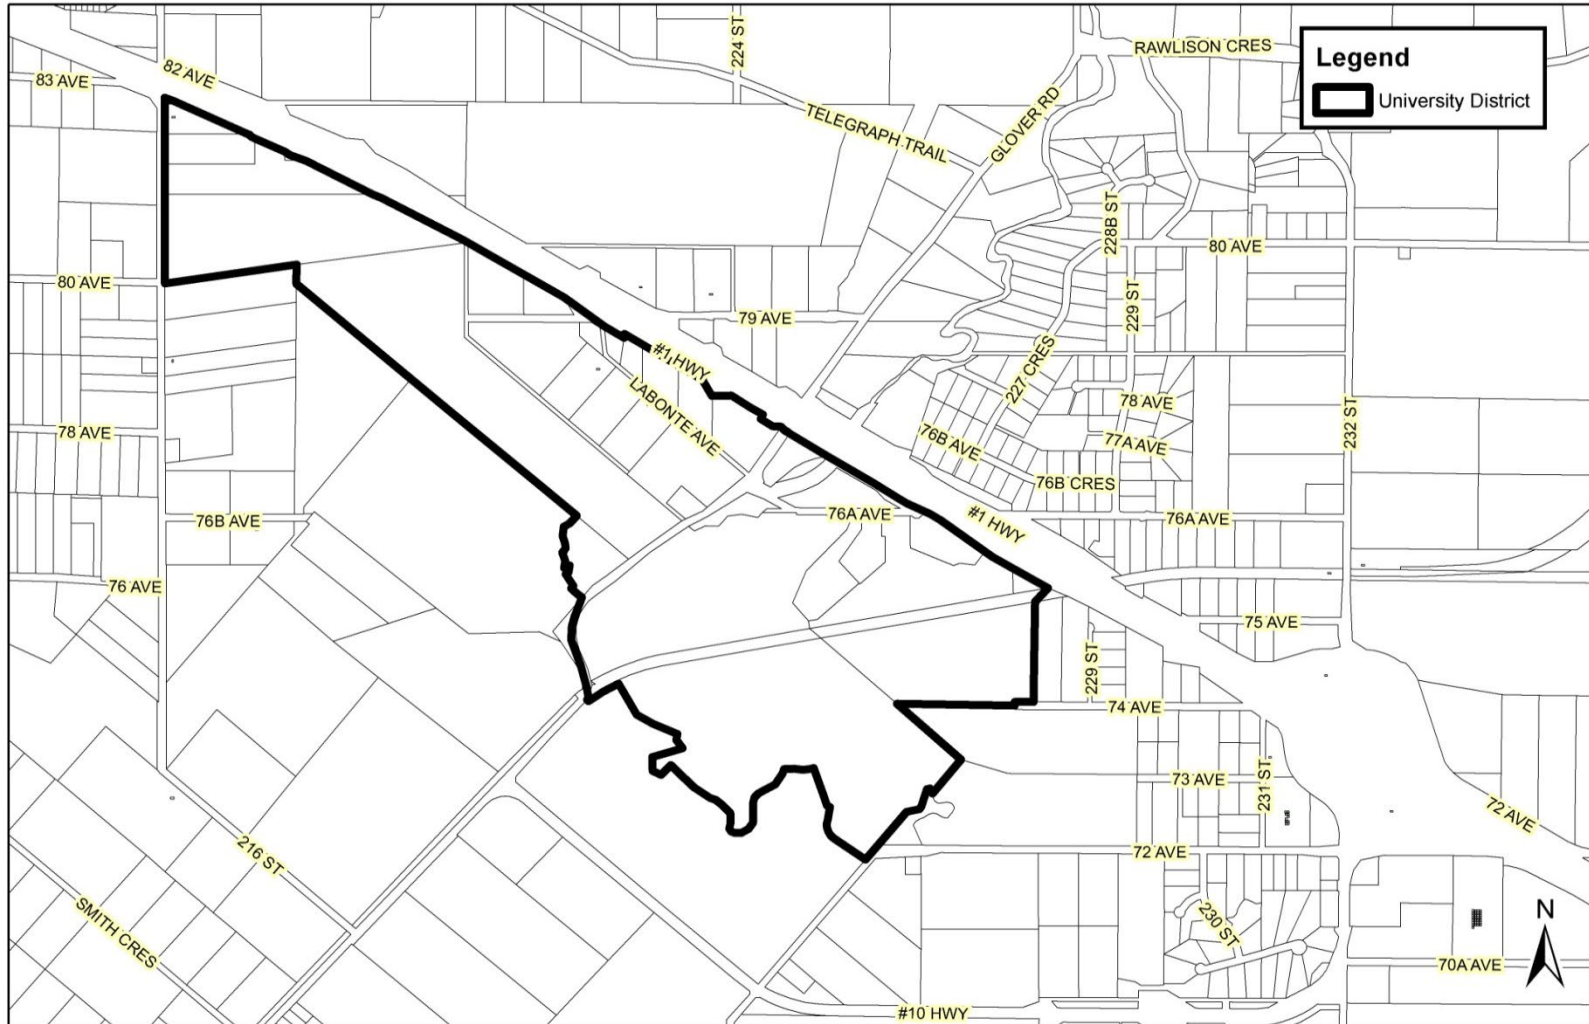 224 ST
RAWLISON CRES
Legend
University District
82 AVE
83 AVE
TELEGRAPH TRAIL
GLOVER RD
228B ST
80 AVE
80 AVE
229 ST
79 AVE
#1 HWY
LABONTE AVE
227 CRES
78 AVE
77A AVE
232 ST
78 AVE
76B AVE
76B CRES
76B AVE
76A AVE
#1 HWY
76A AVE
76 AVE
75 AVE
229 ST
74 AVE
73 AVE
231 ST
72 AVE
72 AVE
216 ST
SMITH CRES
230 ST
N
70A AVE
#10 HWY